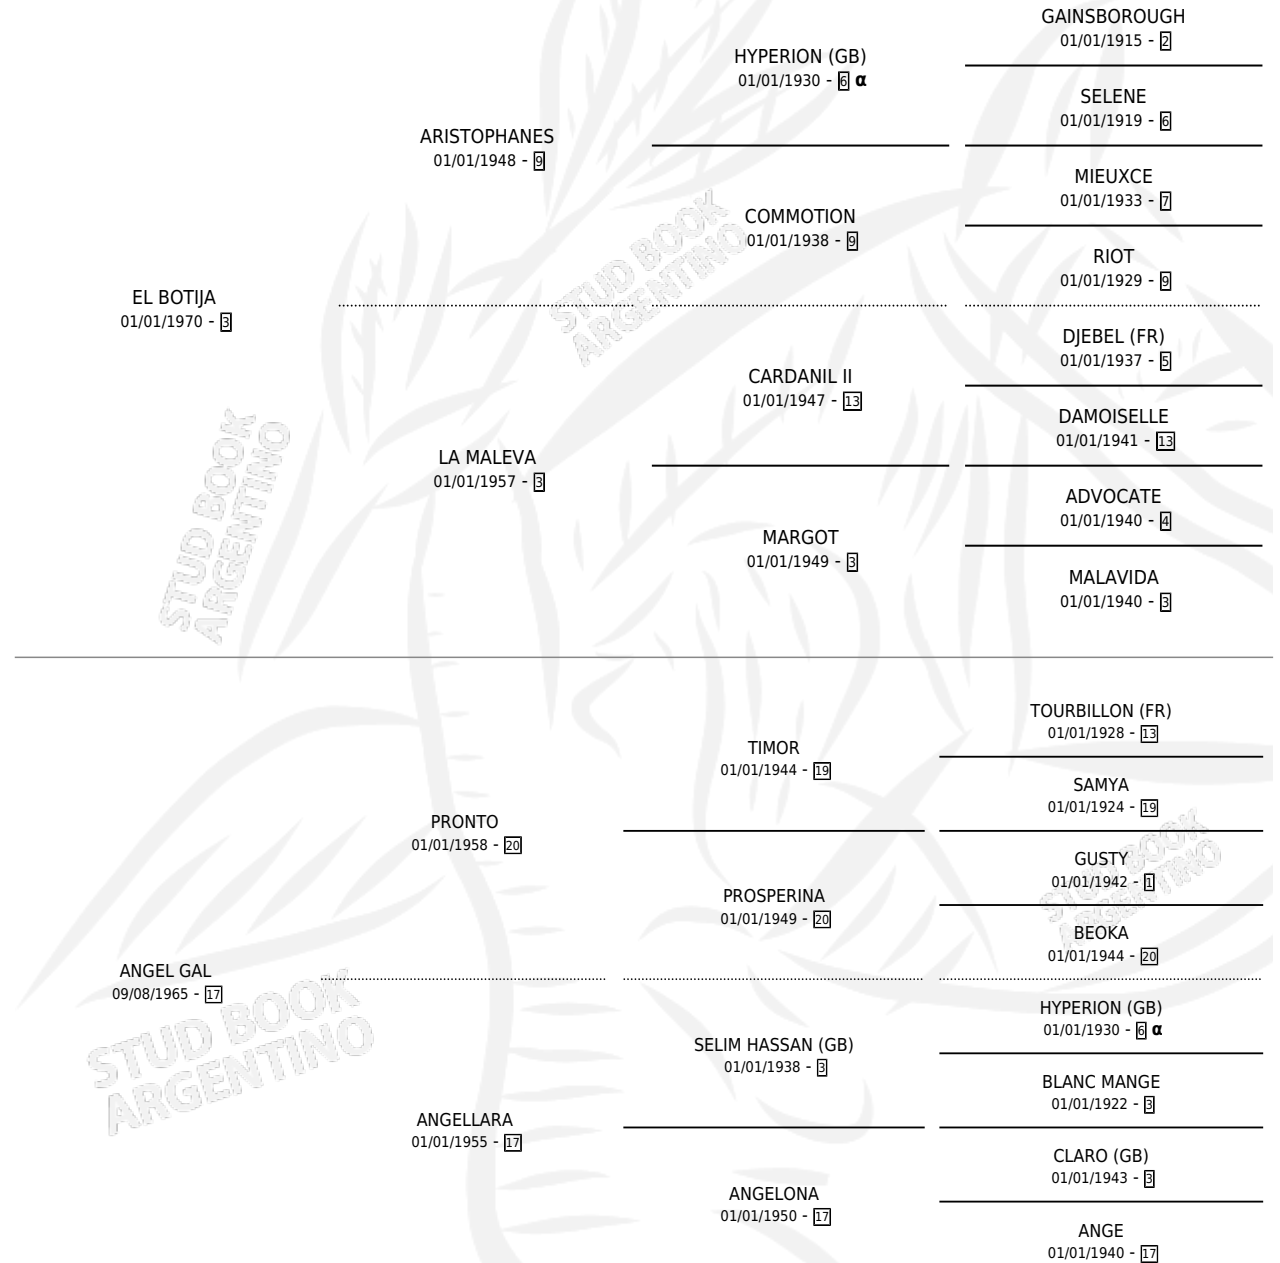 GAINSBOROUGH
01/01/1915 - 2
HYPERION (GB)
01/01/1930 - 6 α
SELENE
01/01/1919 - 6
ARISTOPHANES
01/01/1948 - 9
MIEUXCE
01/01/1933 - 7
COMMOTION
01/01/1938 - 9
RIOT
01/01/1929 - 9
EL BOTIJA
01/01/1970 - 3
DJEBEL (FR)
01/01/1937 - 5
CARDANIL II
01/01/1947 - 13
DAMOISELLE
01/01/1941 - 13
LA MALEVA
01/01/1957 - 3
ADVOCATE
01/01/1940 - 4
MARGOT
01/01/1949 - 3
MALAVIDA
01/01/1940 - 3
TOURBILLON (FR)
01/01/1928 - 13
TIMOR
01/01/1944 - 19
SAMYA
01/01/1924 - 19
PRONTO
01/01/1958 - 20
GUSTY
01/01/1942 - 1
PROSPERINA
01/01/1949 - 20
BEOKA
01/01/1944 - 20
ANGEL GAL
09/08/1965 - 17
HYPERION (GB)
01/01/1930 - 6 α
SELIM HASSAN (GB)
01/01/1938 - 3
BLANC MANGE
01/01/1922 - 3
ANGELLARA
01/01/1955 - 17
CLARO (GB)
01/01/1943 - 3
ANGELONA
01/01/1950 - 17
ANGE
01/01/1940 - 17
STUD BOOK
ARGENTINO
STUD BOOK
ARGENTINO
STUD BOOK
ARGENTINO
STUD BOOK
ARGENTINO